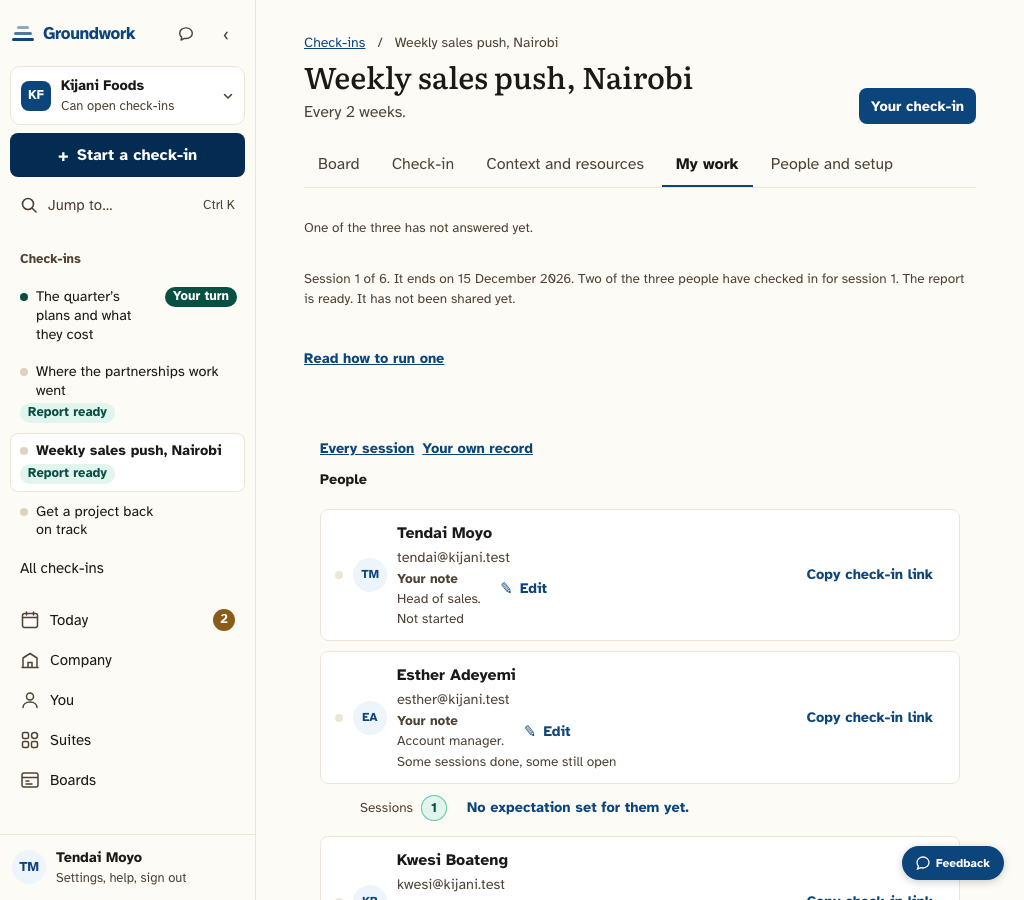 Groundwork
KF
Kijani Foods
Can open check-ins
+ Start a check-in
Jump to...
Ctrl K
Check-ins
The quarter's plans and what they cost
Your turn
Where the partnerships work went
Report ready
Weekly sales push, Nairobi
Report ready
Get a project back on track
All check-ins
Today
2
Company
You
Suites
Boards
TM
Tendai Moyo
Settings, help, sign out
Check-ins / Weekly sales push, Nairobi
Weekly sales push, Nairobi
Every 2 weeks.
Your check-in
Board
Check-in
Context and resources
My work
People and setup
One of the three has not answered yet.
Session 1 of 6. It ends on 15 December 2026. Two of the three people have checked in for session 1. The report
is ready. It has not been shared yet.
Read how to run one
Every session Your own record
People
TM
Tendai Moyo
tendai@kijani.test
Your note
Head of sales.
Edit
Not started
Copy check-in link
EA
Esther Adeyemi
esther@kijani.test
Your note
Account manager.
Edit
Some sessions done, some still open
Copy check-in link
Sessions 1 No expectation set for them yet.
Kwesi Boateng
kwesi@kijani.test
Feedback